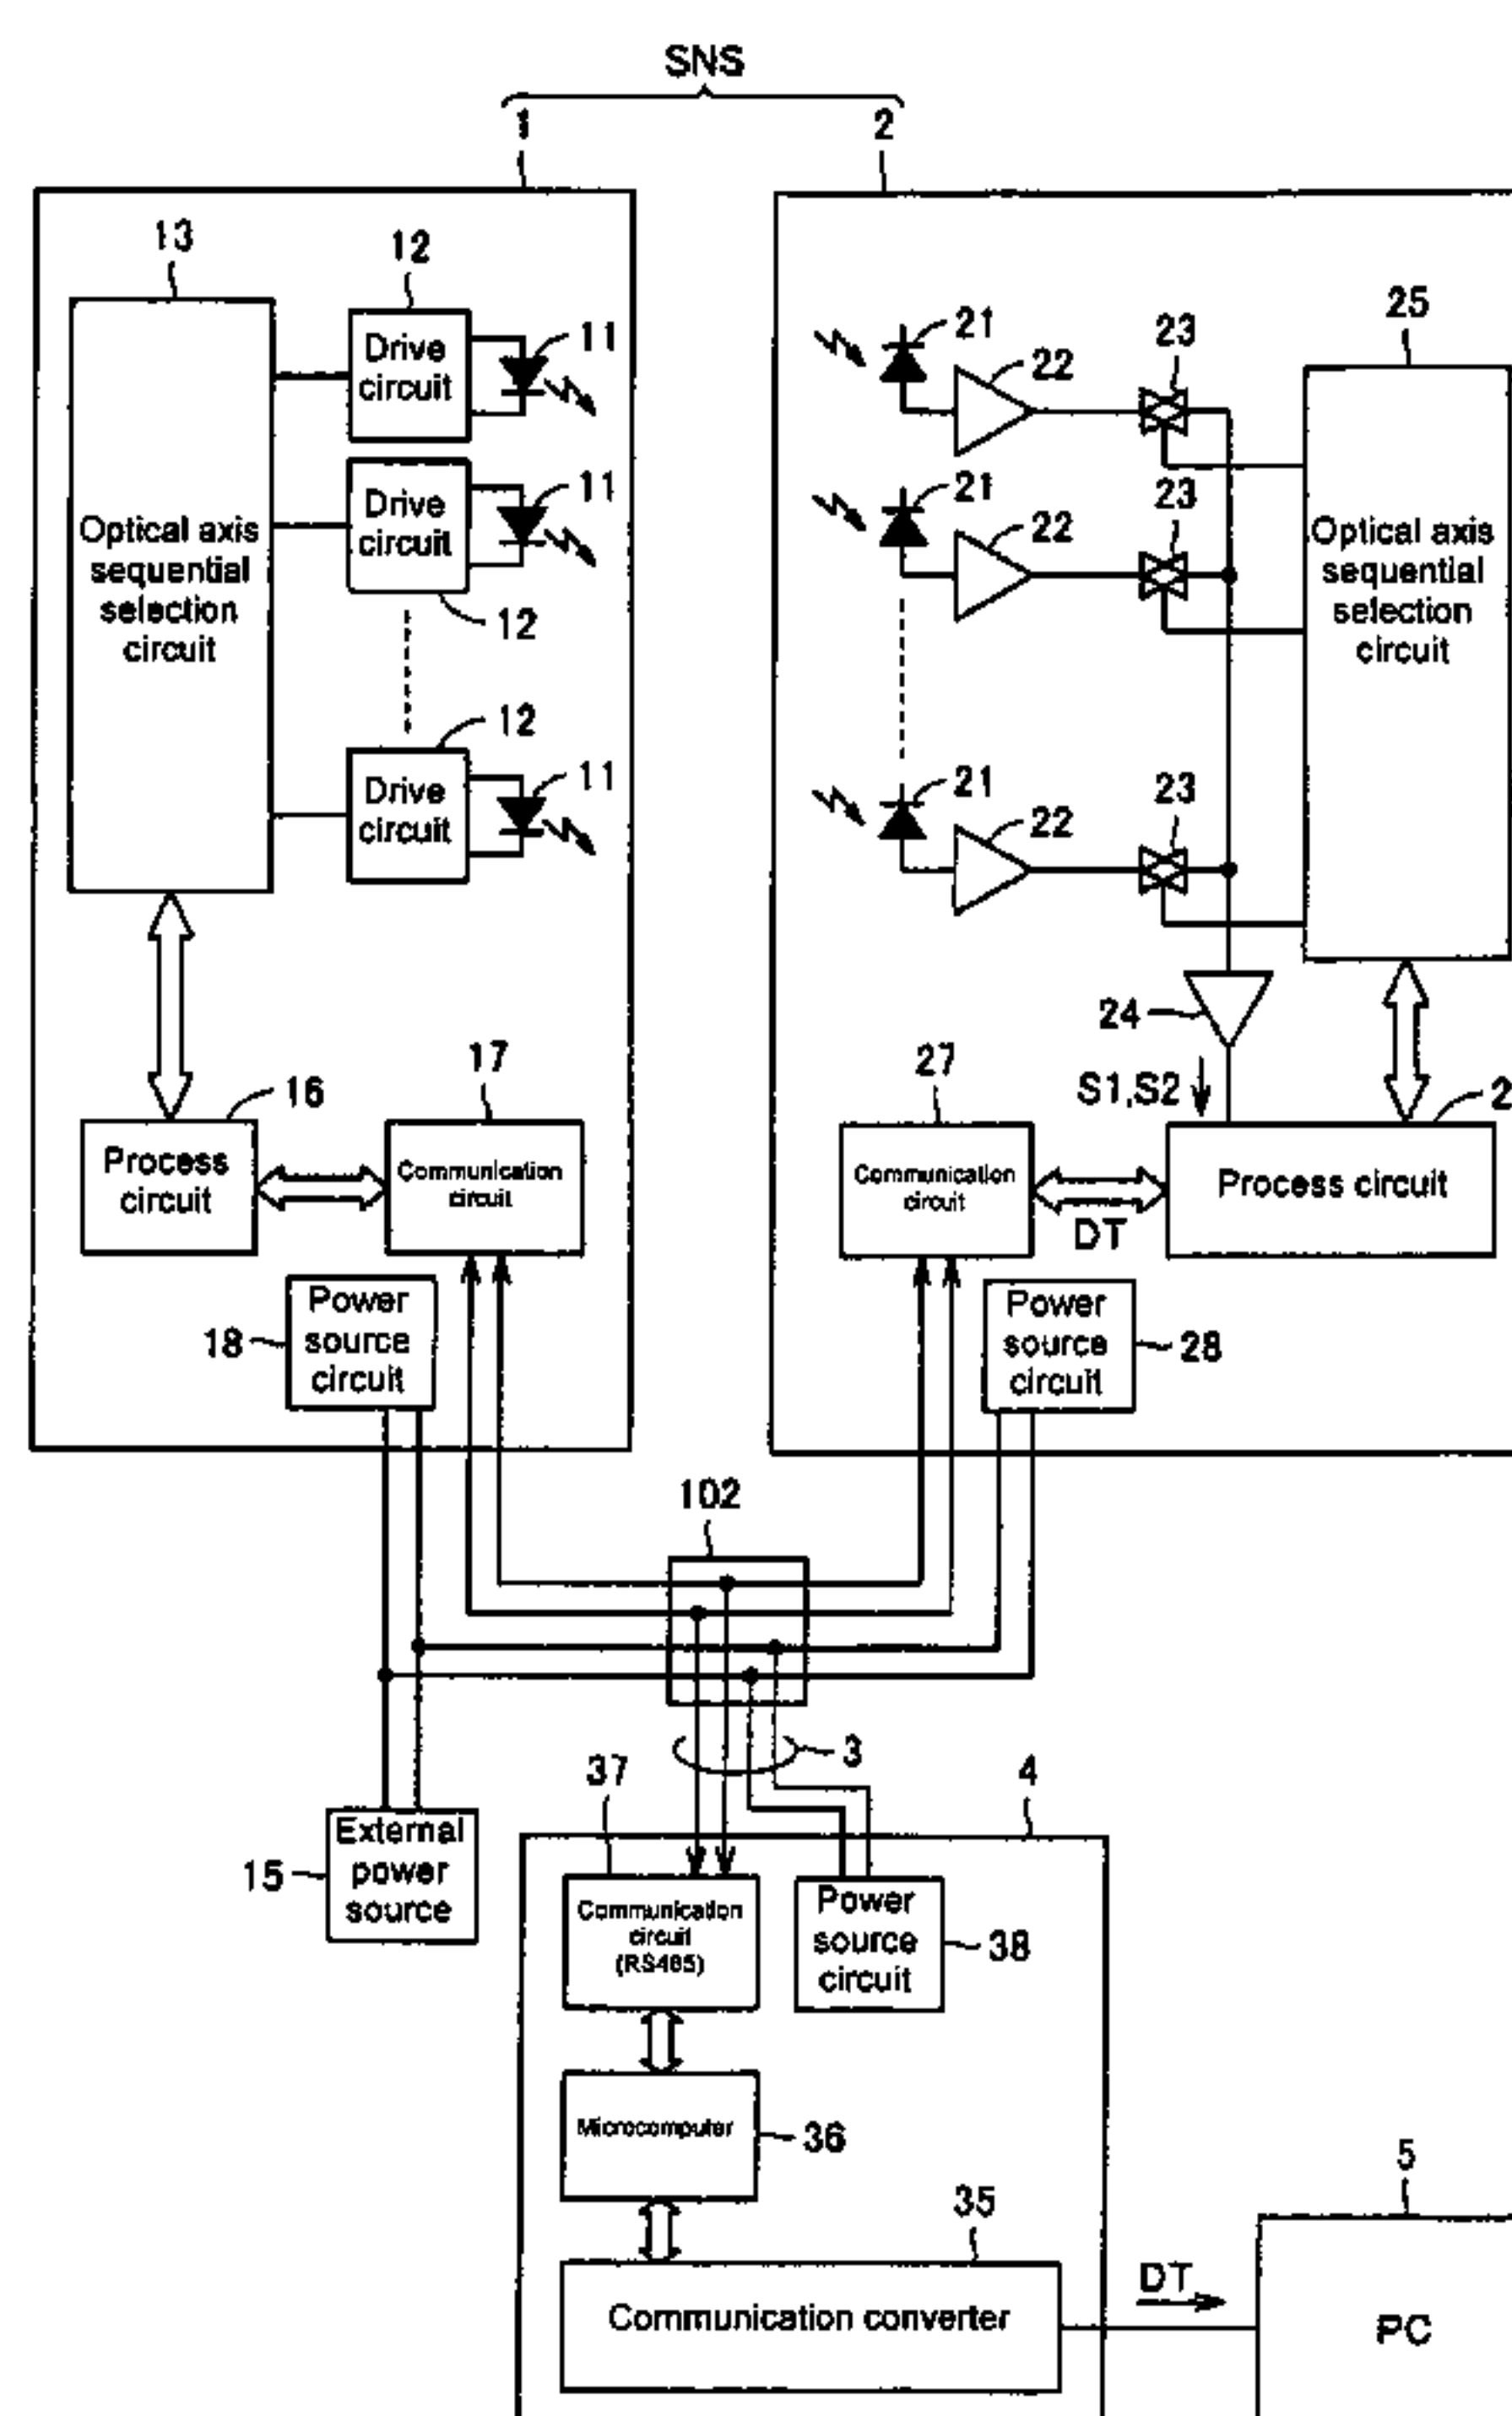 SNS
1
2
13
12
11
Drive
circuit
11
Drive
circuit
12
12
11
Drive
circuit
Optical axis
sequential
selection
circuit
21
22
23
25
21
22
23
Optical axis
sequential
selection
circuit
21
22
23
24
S1,S2
16
17
Process
circuit
Communication
circuit
27
Communication
circuit
DT
Process circuit
18
Power
source
circuit
Power
source
circuit
28
102
3
37
4
15
External
power
source
Communication
circuit
(RS485)
Power
source
circuit
38
Microcomputer
36
35
Communication converter
DT
5
PC